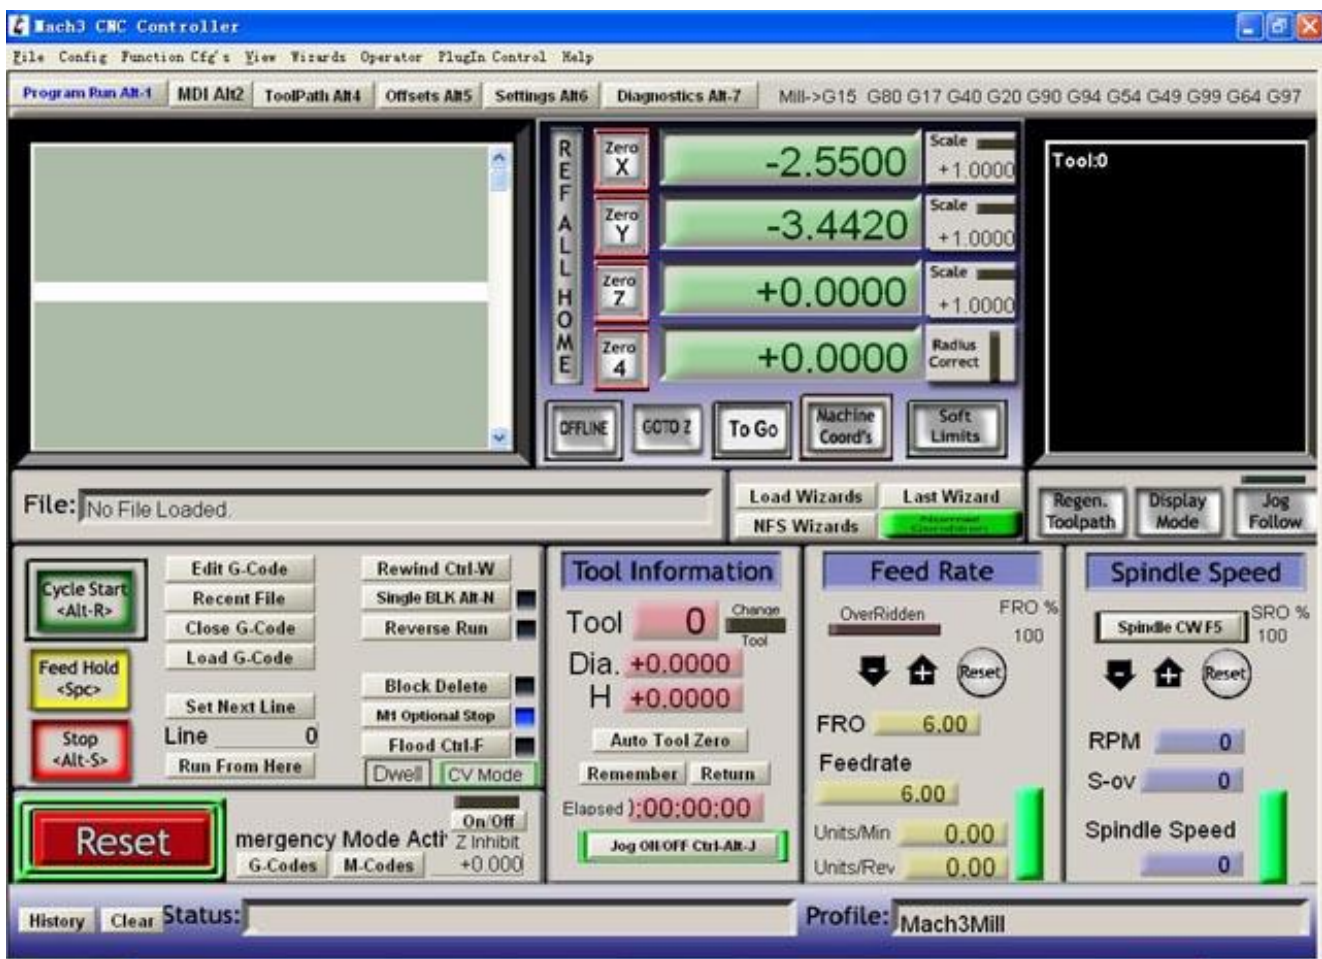 Mach3 CNC Controller
File Config Function Cfg's View Wizards Operator PlugIn Control Help
Program Run Alt-1 MDI Alt2 ToolPath Alt4 Offsets Alt5 Settings Alt6 Diagnostics Alt-7 Mill->G15 G80 G17 G40 G20 G90 G94 G54 G49 G99 G64 G97
REF ALL HOME
Zero X -2.5500 Scale +1.0000
Zero Y -3.4420 Scale +1.0000
Zero Z +0.0000 Scale +1.0000
Zero 4 +0.0000 Radius Correct
OFFLINE GOTO Z To Go Machine Coord's Soft Limits
Tool:0
File: No File Loaded.
Load Wizards Last Wizard
NFS Wizards Normal Condition
Regen. Toolpath Display Mode Jog Follow
Cycle Start <Alt-R>
Feed Hold <Spc>
Stop <Alt-S>
Edit G-Code
Recent File
Close G-Code
Load G-Code
Set Next Line
Line 0
Run From Here
Rewind Ctrl-W
Single BLK Alt-N
Reverse Run
Block Delete
M1 Optional Stop
Flood Ctrl-F
Dwell CV Mode
Reset
mergency Mode Acti
G-Codes M-Codes
On/Off
Z Inhibit
+0.000
Tool Information
Tool 0 Change Tool
Dia. +0.0000
H +0.0000
Auto Tool Zero
Remember Return
Elapsed ):00:00:00
Jog ON/OFF Ctrl-Alt-J
Feed Rate
OverRidden FRO %
100
Reset
FRO 6.00
Feedrate
6.00
Units/Min 0.00
Units/Rev 0.00
Spindle Speed
Spindle CW F5 SRO %
100
Reset
RPM 0
S-ov 0
Spindle Speed
0
History Clear Status:
Profile: Mach3Mill